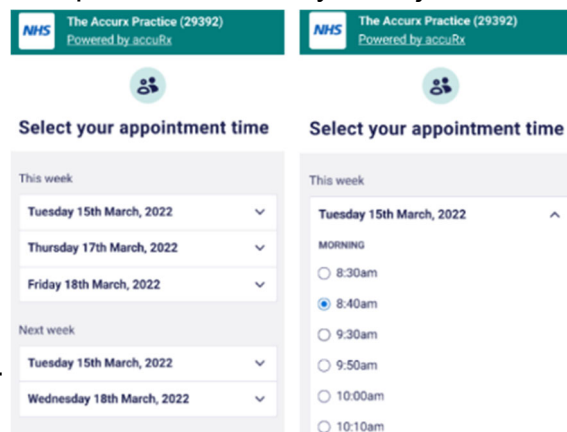 NHS
The Accurx Practice (29392)
Powered by accuRx
Select your appointment time
This week
Tuesday 15th March, 2022
Thursday 17th March, 2022
Friday 18th March, 2022
Next week
Tuesday 15th March, 2022
Wednesday 18th March, 2022
NHS
The Accurx Practice (29392)
Powered by accuRx
Select your appointment time
This week
Tuesday 15th March, 2022
MORNING
8:30am
8:40am
9:30am
9:50am
10:00am
10:10am